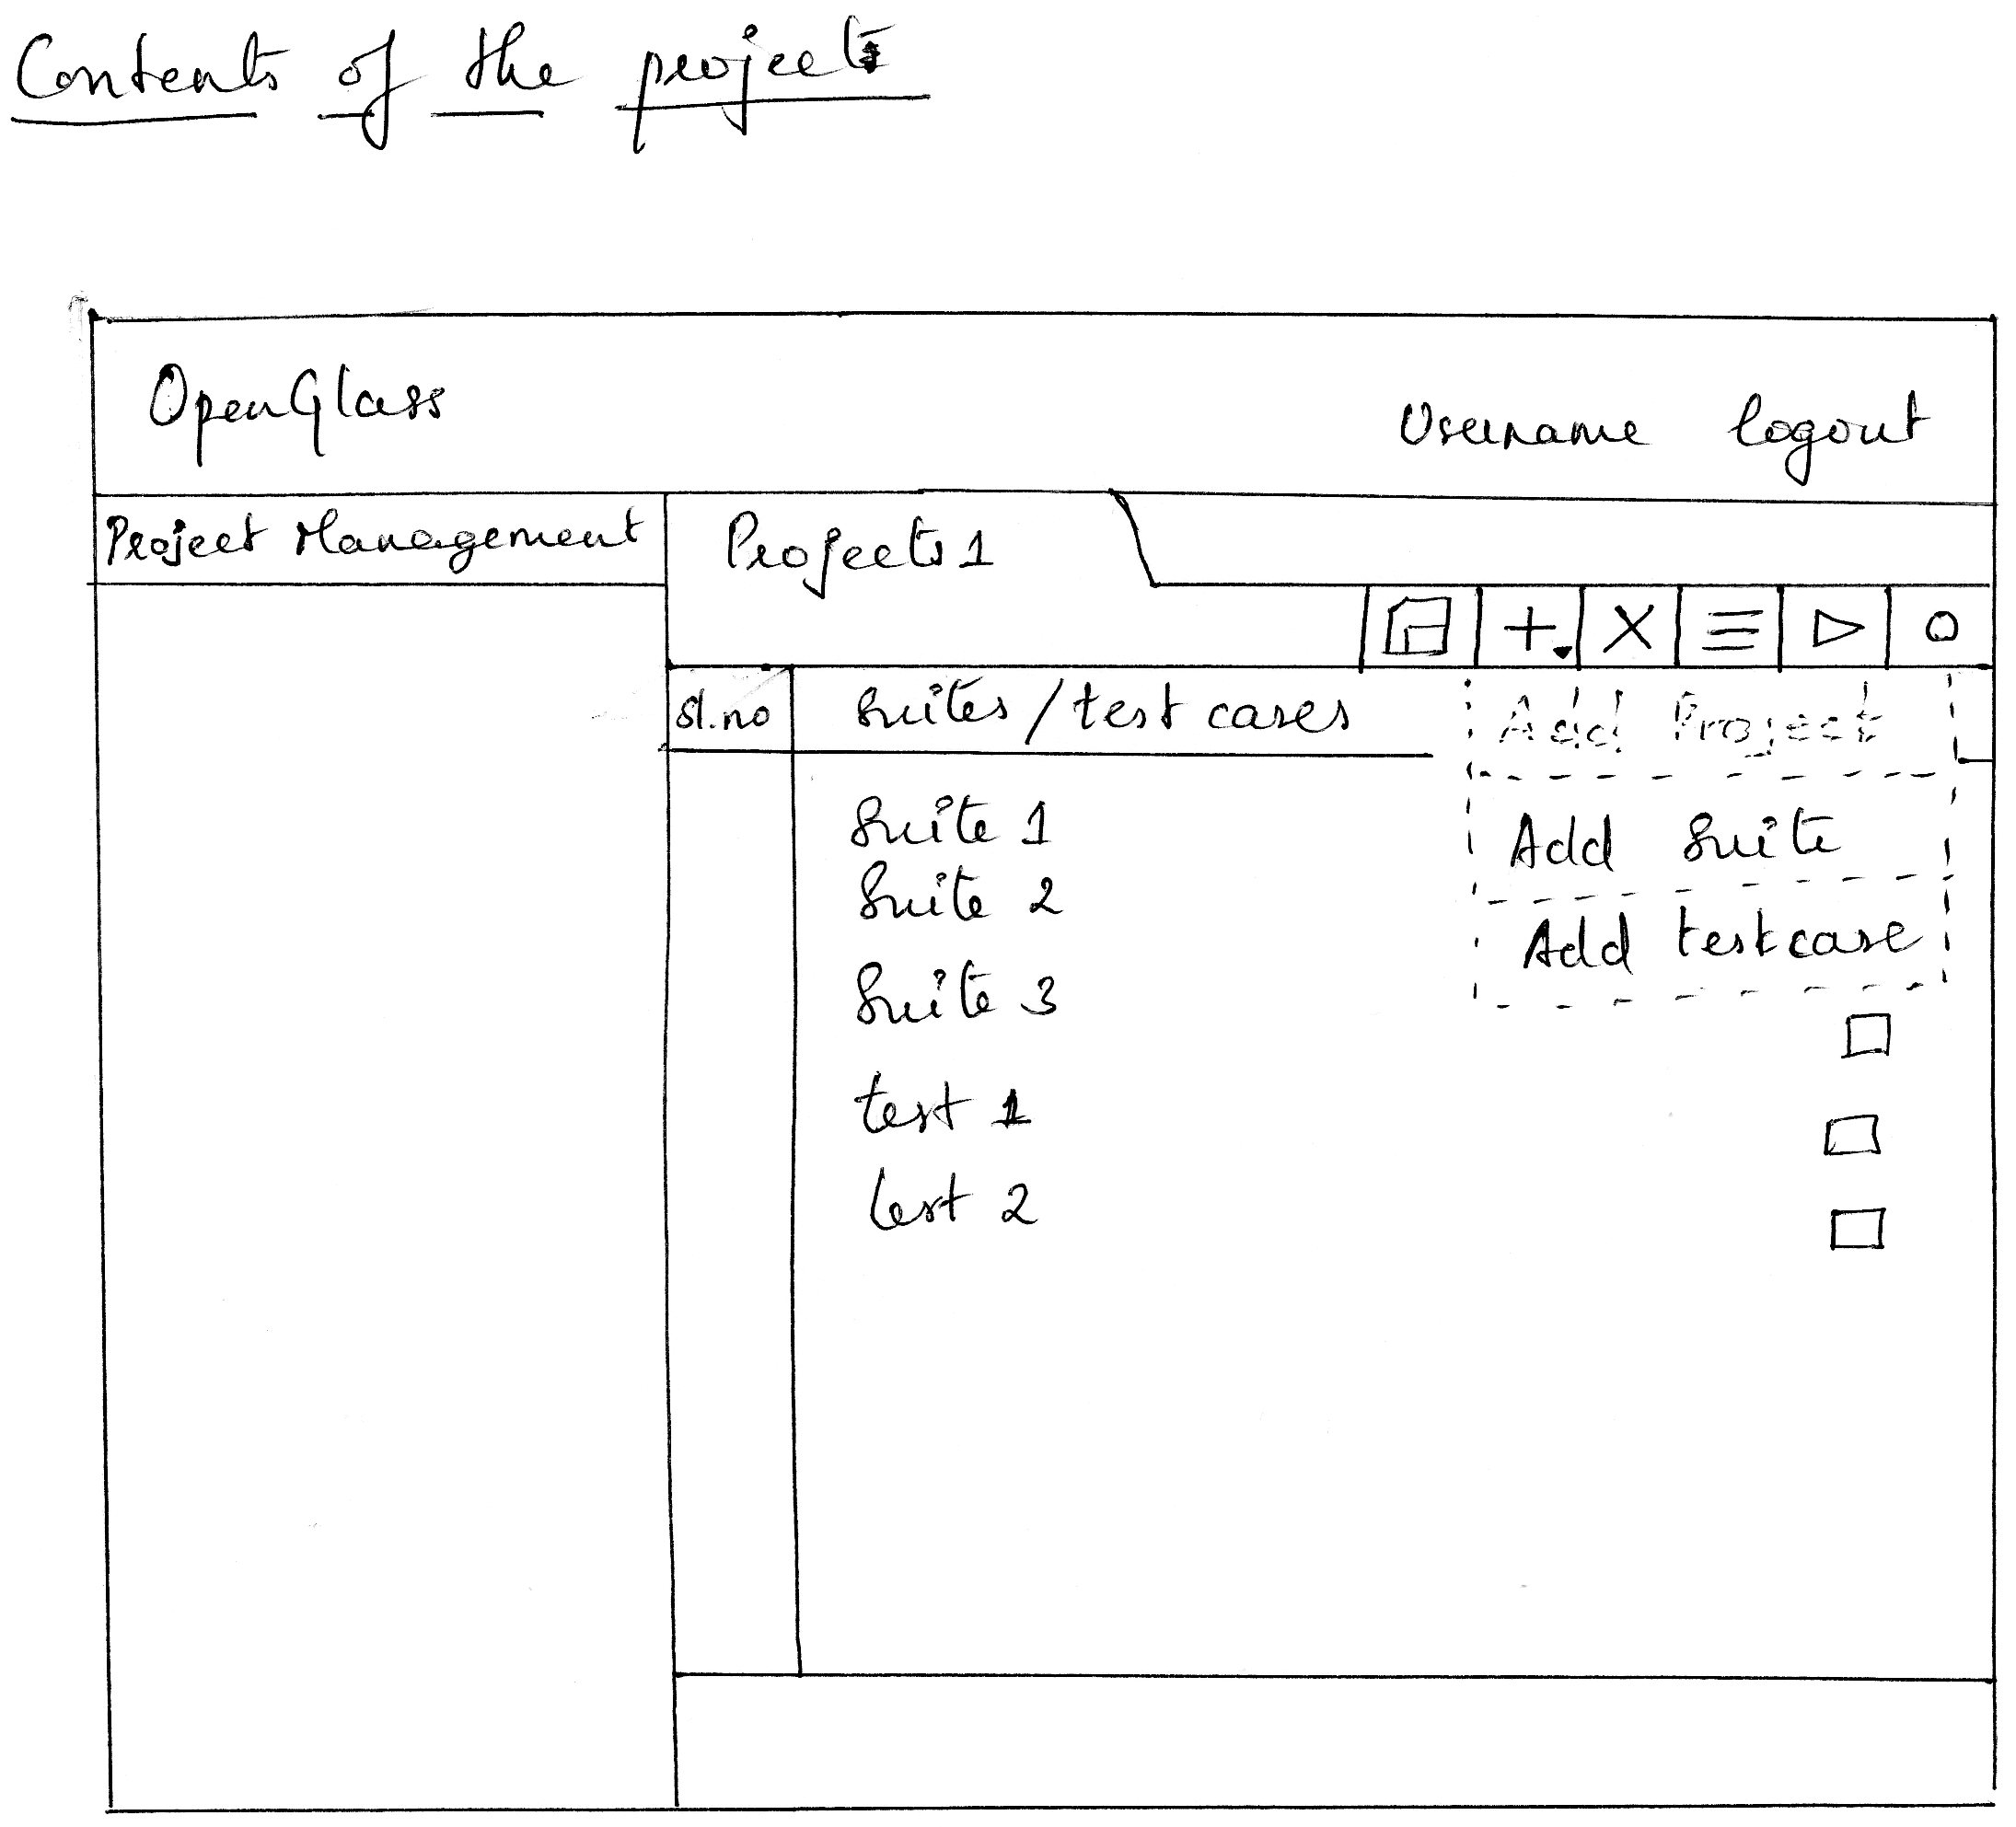 Contents of the project
OpenGlass
Username logout
Project Management
Projects 1
Sl.no
Suites / test cases
Add Project
Suite 1
Add Suite
Suite 2
Add testcase
Suite 3
test 1
test 2